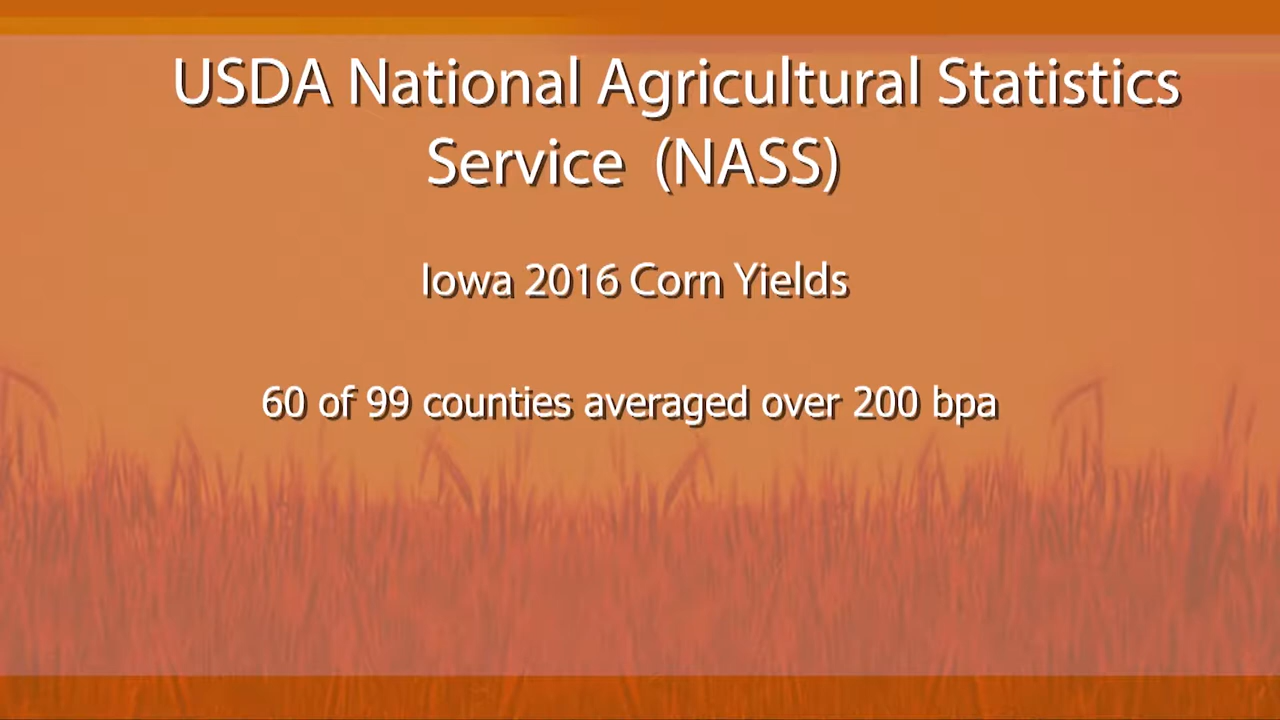 USDA National Agricultural Statistics
Service (NASS)
Iowa 2016 Corn Yields
60 of 99 counties averaged over 200 bpa